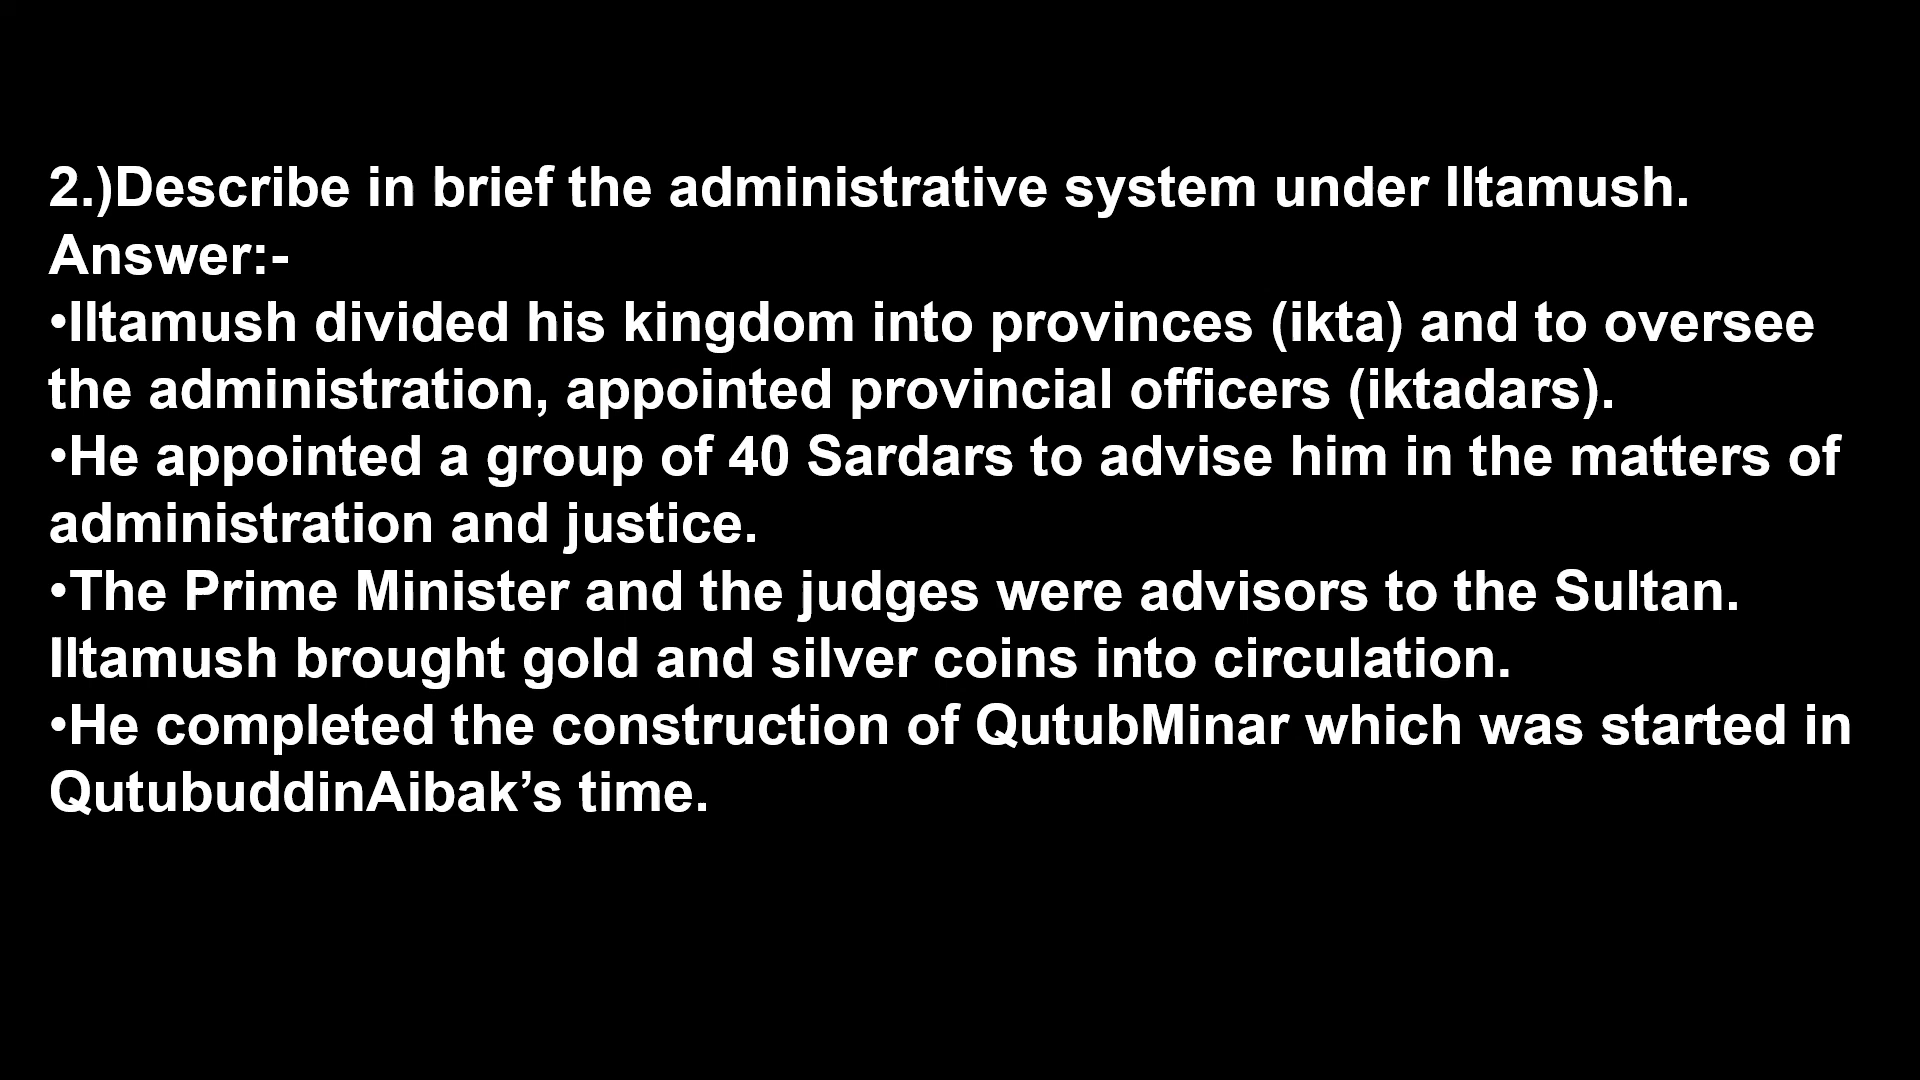 2.)Describe in brief the administrative system under Iltamush.
Answer:-
•Iltamush divided his kingdom into provinces (ikta) and to oversee
the administration, appointed provincial officers (iktadars).
•He appointed a group of 40 Sardars to advise him in the matters of
administration and justice.
•The Prime Minister and the judges were advisors to the Sultan.
Iltamush brought gold and silver coins into circulation.
•He completed the construction of QutubMinar which was started in
QutubuddinAibak’s time.